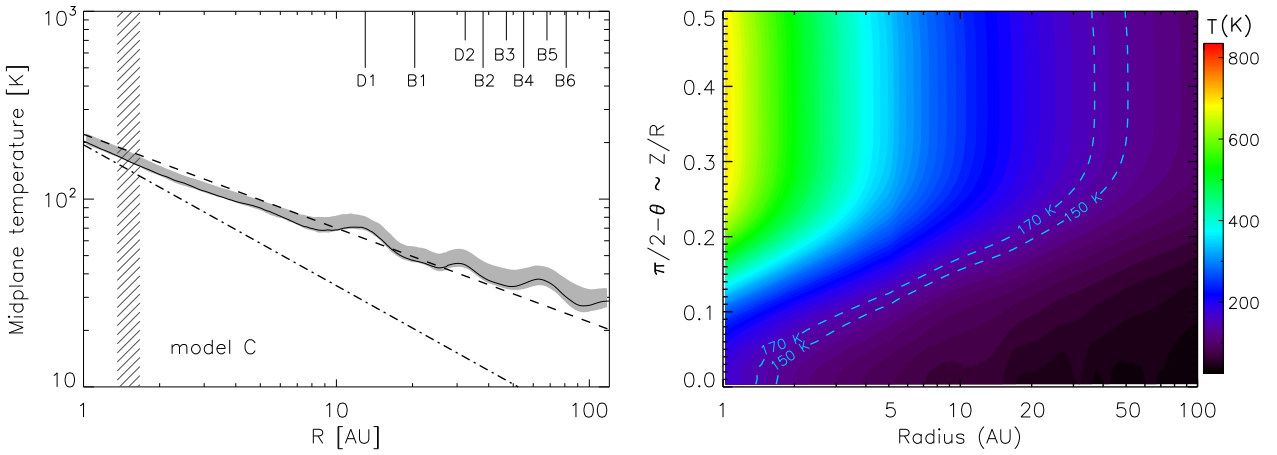 10³
10²
10
Midplane temperature [K]
D1
B1
D2
B2
B3
B4
B5
B6
model C
1
10
100
R [AU]
0.5
0.4
0.3
0.2
0.1
0.0
π/2-θ ~ Z/R
170 K
150 K
170 K
150 K
1
5
10
20
50
100
Radius (AU)
T(K)
800
600
400
200